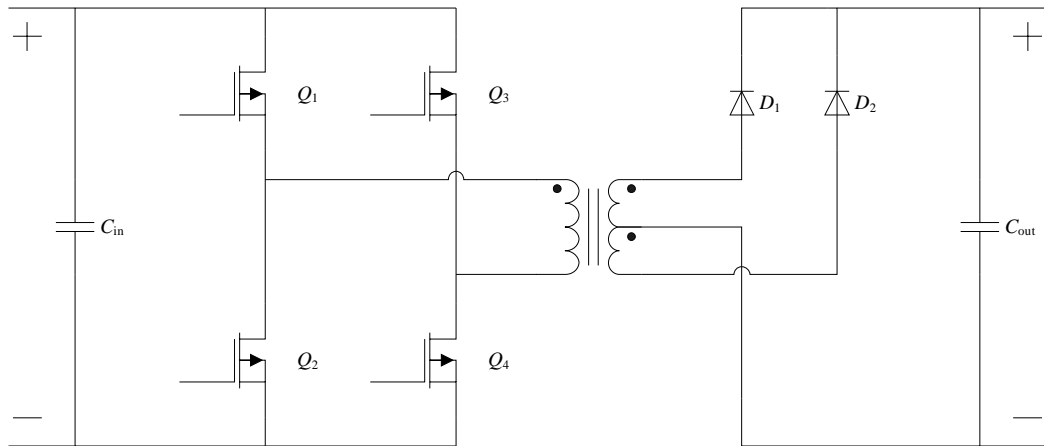 + +
Q1 Q3 D1 D2
Cin Cout
Q2 Q4
− −